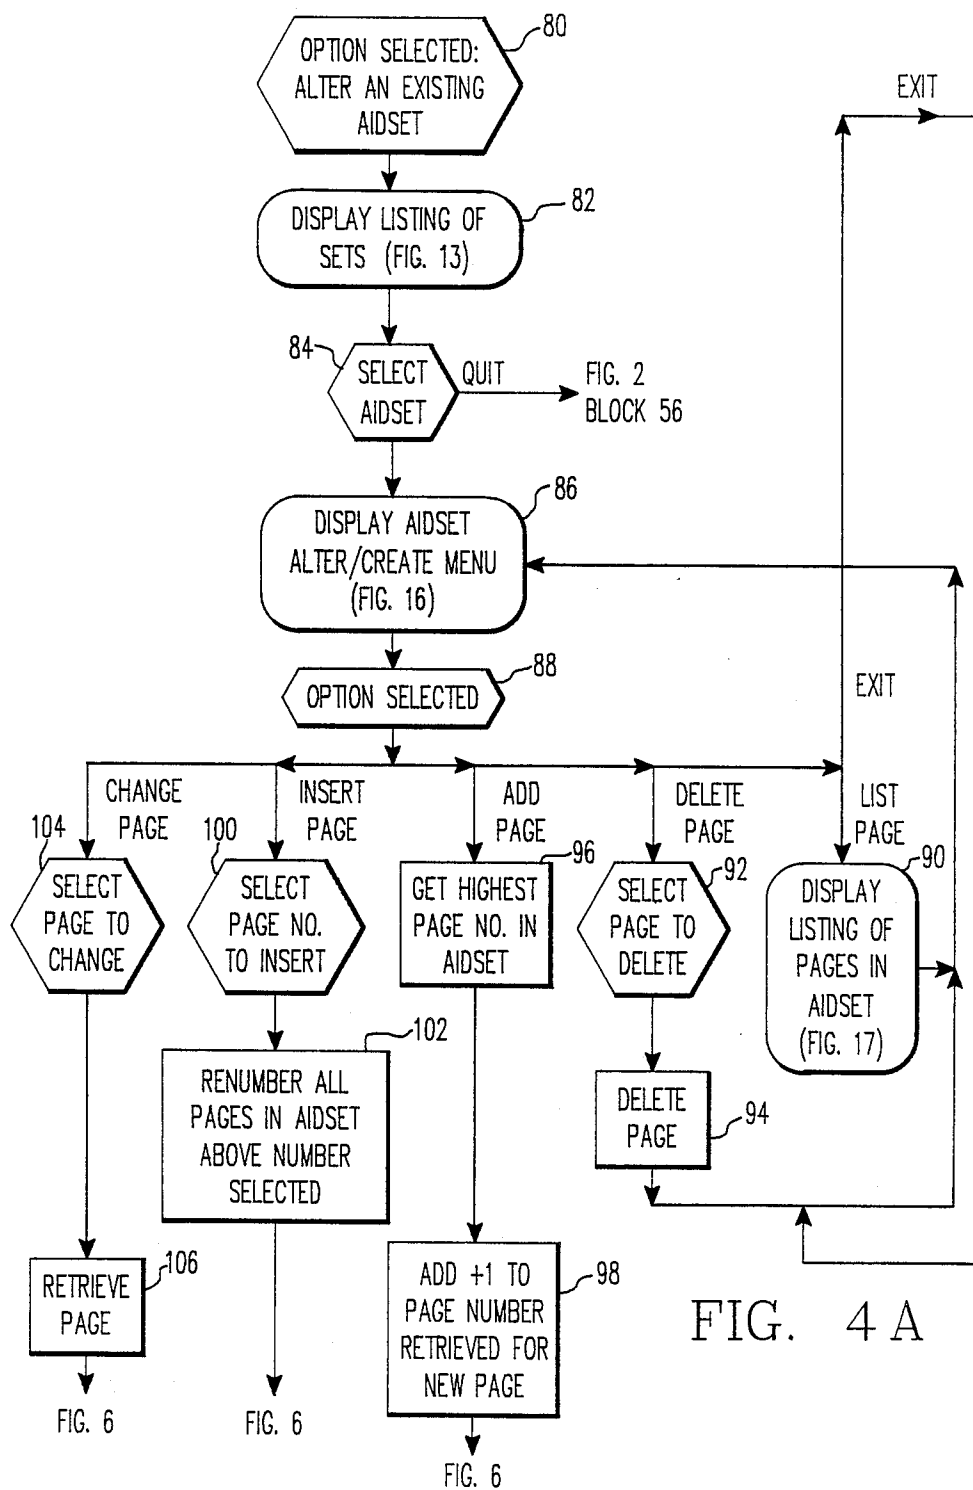 80
OPTION SELECTED:
ALTER AN EXISTING
AIDSET
EXIT
82
DISPLAY LISTING OF
SETS (FIG. 13)
84
SELECT
AIDSET
QUIT
FIG. 2
BLOCK 56
86
DISPLAY AIDSET
ALTER/CREATE MENU
(FIG. 16)
88
OPTION SELECTED
EXIT
CHANGE
PAGE
INSERT
PAGE
ADD
PAGE
DELETE
PAGE
LIST
PAGE
104
SELECT
PAGE TO
CHANGE
100
SELECT
PAGE NO.
TO INSERT
96
GET HIGHEST
PAGE NO. IN
AIDSET
92
SELECT
PAGE TO
DELETE
90
DISPLAY
LISTING OF
PAGES IN
AIDSET
(FIG. 17)
102
RENUMBER ALL
PAGES IN AIDSET
ABOVE NUMBER
SELECTED
DELETE
PAGE
94
106
RETRIEVE
PAGE
98
ADD +1 TO
PAGE NUMBER
RETRIEVED FOR
NEW PAGE
FIG. 4A
FIG. 6
FIG. 6
FIG. 6